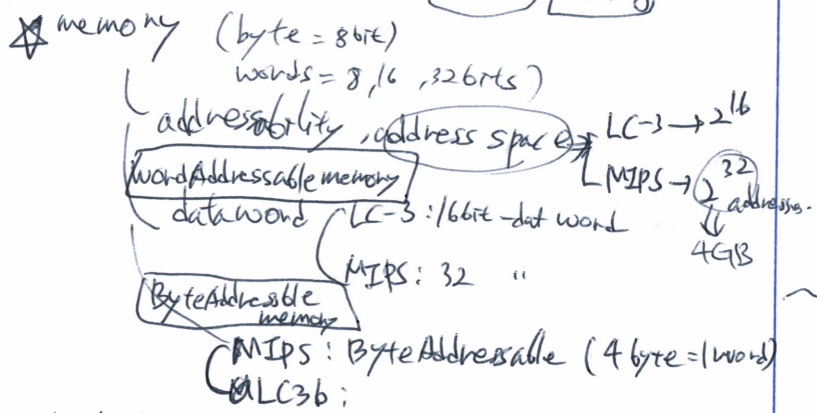 ☆ memory (byte = 8bit)
words = 8,16, 32bits)
addressability, address space ⇒ LC-3 → 2^16
MIPS → 2^32 addresses.
⇓
4GB
WordAddressable memory
dataword LC-3 : 16bit-dat word
MIPS : 32 "
ByteAddressble
memory
MIPS : ByteAddressable (4 byte = 1 word)
LC3b :